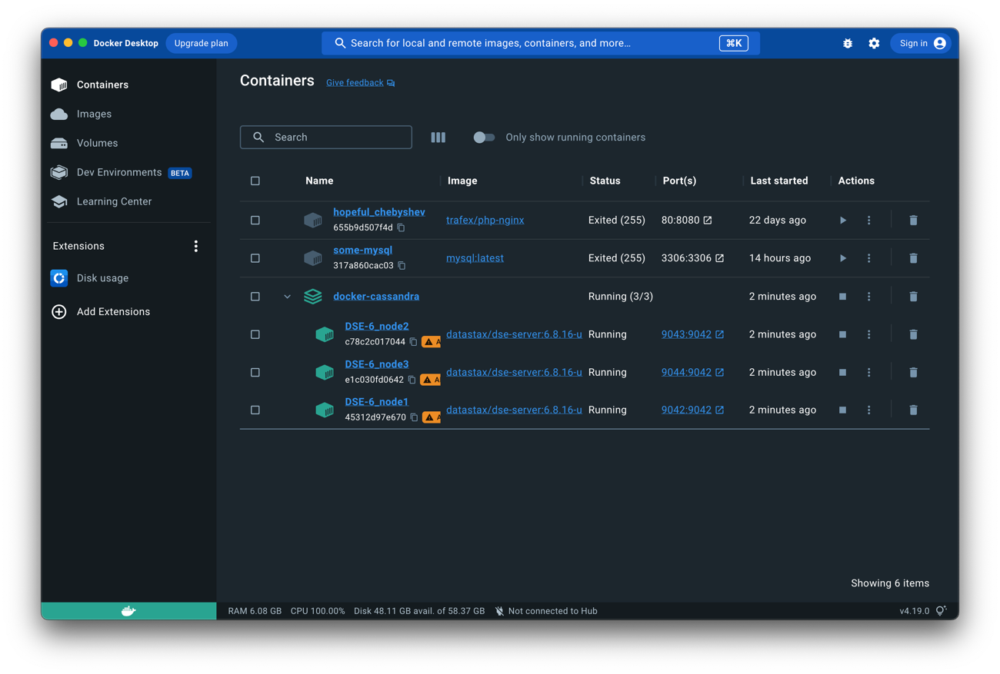 Docker Desktop Upgrade plan Search for local and remote images, containers, and more... ⌘K Sign in
Containers
Images
Volumes
Dev Environments BETA
Learning Center
Extensions
Disk usage
Add Extensions
Containers Give feedback
Search Only show running containers
Name Image Status Port(s) Last started Actions
hopeful_chebyshev
655b9d507f4d trafex/php-nginx Exited (255) 80:8080 22 days ago
some-mysql
317a860cac03 mysql:latest Exited (255) 3306:3306 14 hours ago
docker-cassandra Running (3/3) 2 minutes ago
DSE-6_node2
c78c2c017044 A datastax/dse-server:6.8.16-u Running 9043:9042 2 minutes ago
DSE-6_node3
e1c030fd0642 A datastax/dse-server:6.8.16-u Running 9044:9042 2 minutes ago
DSE-6_node1
45312d97e670 A datastax/dse-server:6.8.16-u Running 9042:9042 2 minutes ago
Showing 6 items
RAM 6.08 GB CPU 100.00% Disk 48.11 GB avail. of 58.37 GB Not connected to Hub v4.19.0